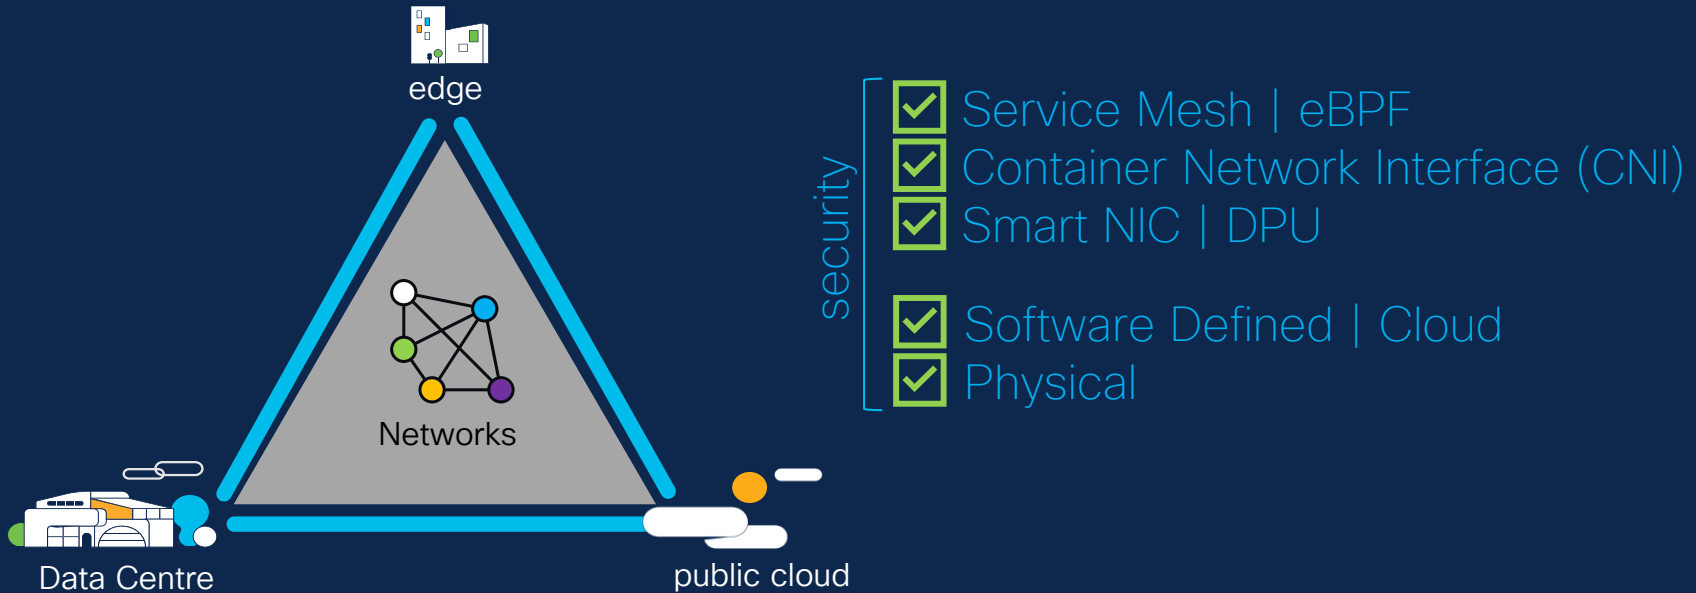 edge
Networks
Data Centre
public cloud
security
Service Mesh | eBPF
Container Network Interface (CNI)
Smart NIC | DPU
Software Defined | Cloud
Physical